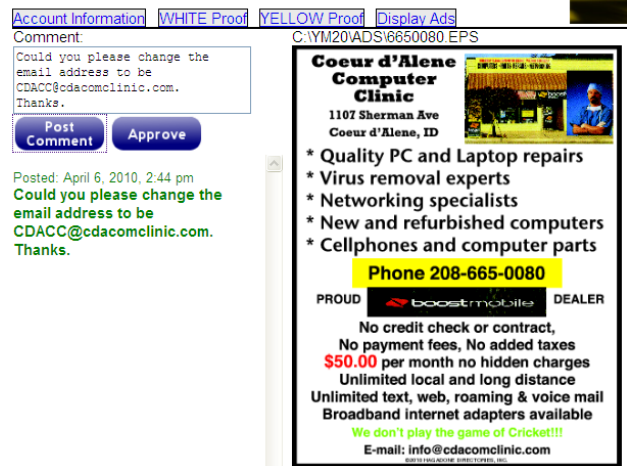 Account Information WHITE Proof YELLOW Proof Display Ads
Comment:
C:\YM20\ADS\6650080.EPS
Could you please change the
email address to be
CDACC@cdacomclinic.com.
Thanks.
Post
Comment
Approve
Posted: April 6, 2010, 2:44 pm
Could you please change the
email address to be
CDACC@cdacomclinic.com.
Thanks.
Coeur d'Alene
Computer
Clinic
1107 Sherman Ave
Coeur d'Alene, ID
* Quality PC and Laptop repairs
* Virus removal experts
* Networking specialists
* New and refurbished computers
* Cellphones and computer parts
Phone 208-665-0080
PROUD boostmobile DEALER
No credit check or contract,
No payment fees, No added taxes
$50.00 per month no hidden charges
Unlimited local and long distance
Unlimited text, web, roaming & voice mail
Broadband internet adapters available
We don't play the game of Cricket!!!
E-mail: info@cdacomclinic.com
©2010 HAGADONE DIRECTORIES, INC.